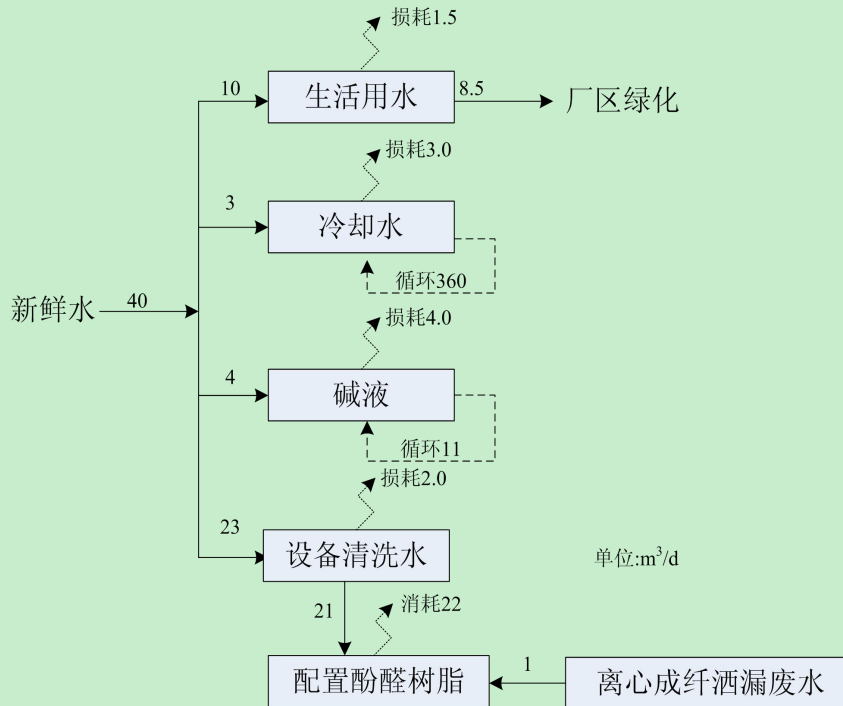 损耗1.5
10
生活用水
8.5
厂区绿化
损耗3.0
3
冷却水
循环360
新鲜水
40
损耗4.0
4
碱液
循环11
损耗2.0
23
设备清洗水
单位:m³/d
21
消耗22
配置酚醛树脂
1
离心成纤洒漏废水